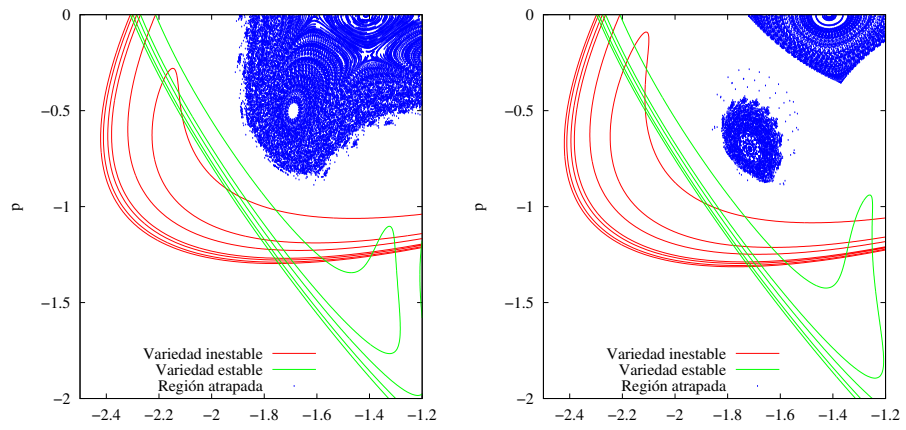 0
−0.5
−1
−1.5
−2
−2.4 −2.2 −2 −1.8 −1.6 −1.4 −1.2
p
Variedad inestable
Variedad estable
Región atrapada
0
−0.5
−1
−1.5
−2
−2.4 −2.2 −2 −1.8 −1.6 −1.4 −1.2
p
Variedad inestable
Variedad estable
Región atrapada